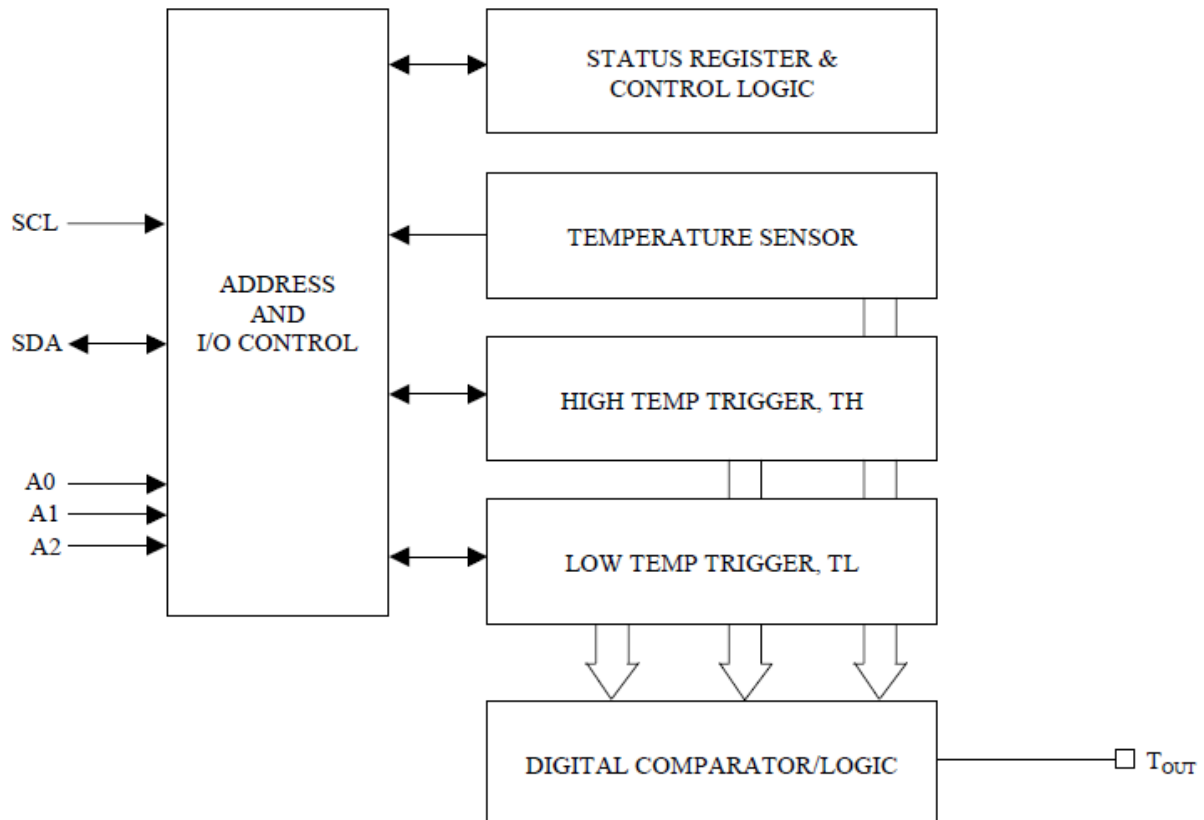 STATUS REGISTER &
CONTROL LOGIC
SCL
TEMPERATURE SENSOR
ADDRESS
AND
I/O CONTROL
SDA
HIGH TEMP TRIGGER, TH
A0
A1
A2
LOW TEMP TRIGGER, TL
DIGITAL COMPARATOR/LOGIC
TOUT